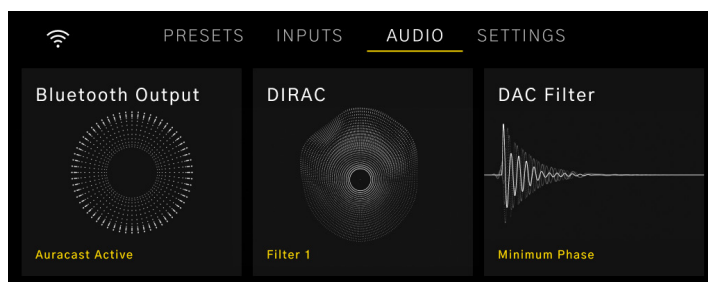 PRESETS INPUTS AUDIO SETTINGS
Bluetooth Output DIRAC DAC Filter
Auracast Active Filter 1 Minimum Phase